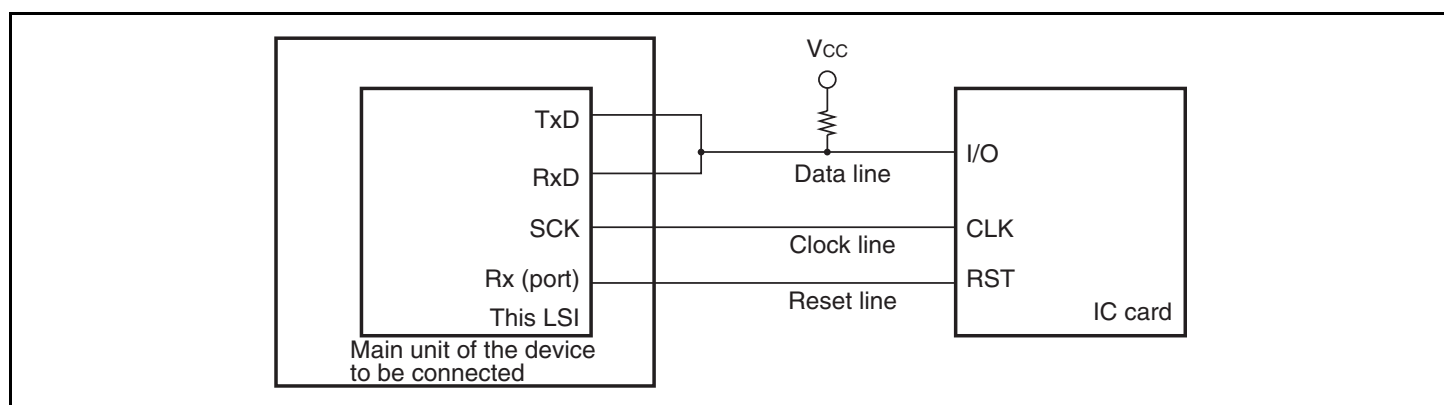 Vcc
TxD
RxD
SCK
Rx (port)
This LSI
Main unit of the device
to be connected
Data line
Clock line
Reset line
I/O
CLK
RST
IC card